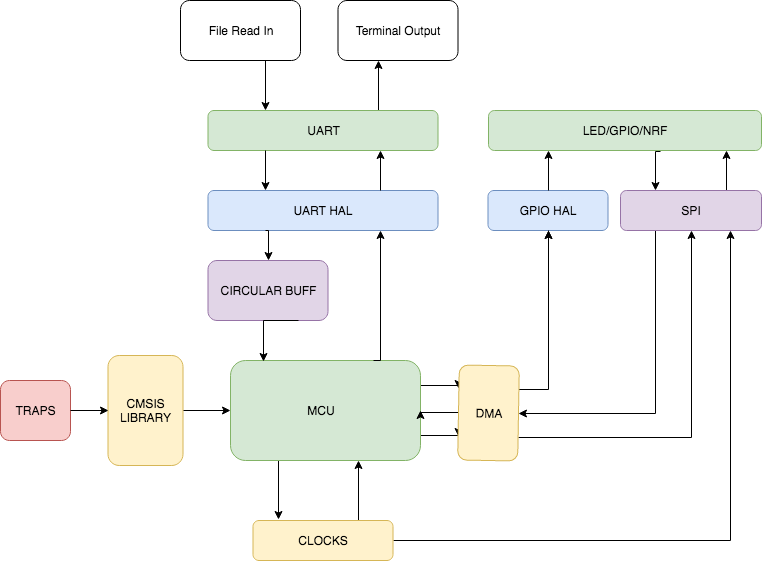 File Read In
Terminal Output
UART
LED/GPIO/NRF
UART HAL
GPIO HAL
SPI
CIRCULAR BUFF
TRAPS
CMSIS
LIBRARY
MCU
DMA
CLOCKS